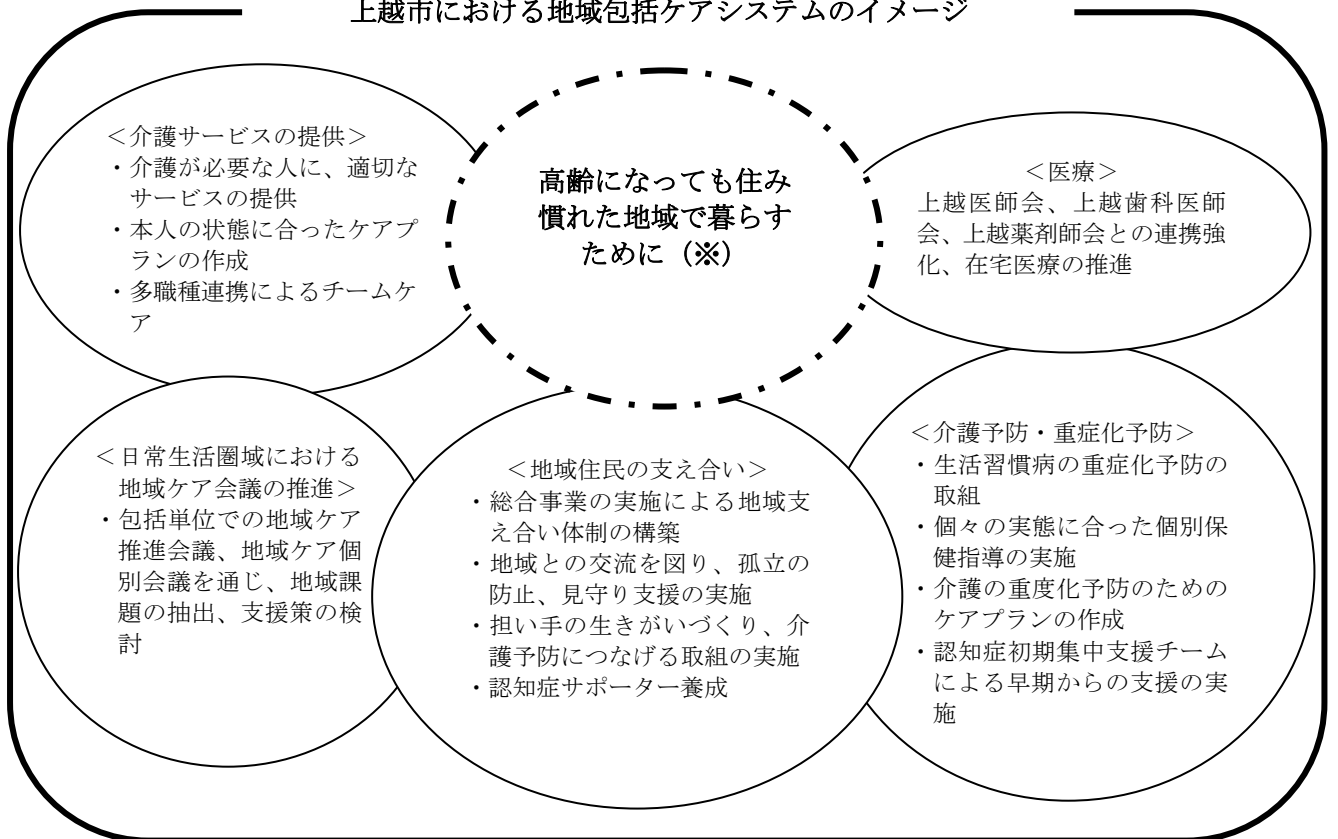 上越市における地域包括ケアシステムのイメージ
＜介護サービスの提供＞
・介護が必要な人に、適切な
サービスの提供
・本人の状態に合ったケアプ
ランの作成
・多職種連携によるチームケ
ア
高齢になっても住み
慣れた地域で暮らす
ために（※）
＜医療＞
上越医師会、上越歯科医師
会、上越薬剤師会との連携強
化、在宅医療の推進
＜日常生活圏域における
地域ケア会議の推進＞
・包括単位での地域ケア
推進会議、地域ケア個
別会議を通じ、地域課
題の抽出、支援策の検
討
＜地域住民の支え合い＞
・総合事業の実施による地域支
え合い体制の構築
・地域との交流を図り、孤立の
防止、見守り支援の実施
・担い手の生きがいづくり、介
護予防につなげる取組の実施
・認知症サポーター養成
＜介護予防・重症化予防＞
・生活習慣病の重症化予防の
取組
・個々の実態に合った個別保
健指導の実施
・介護の重度化予防のための
ケアプランの作成
・認知症初期集中支援チーム
による早期からの支援の実
施